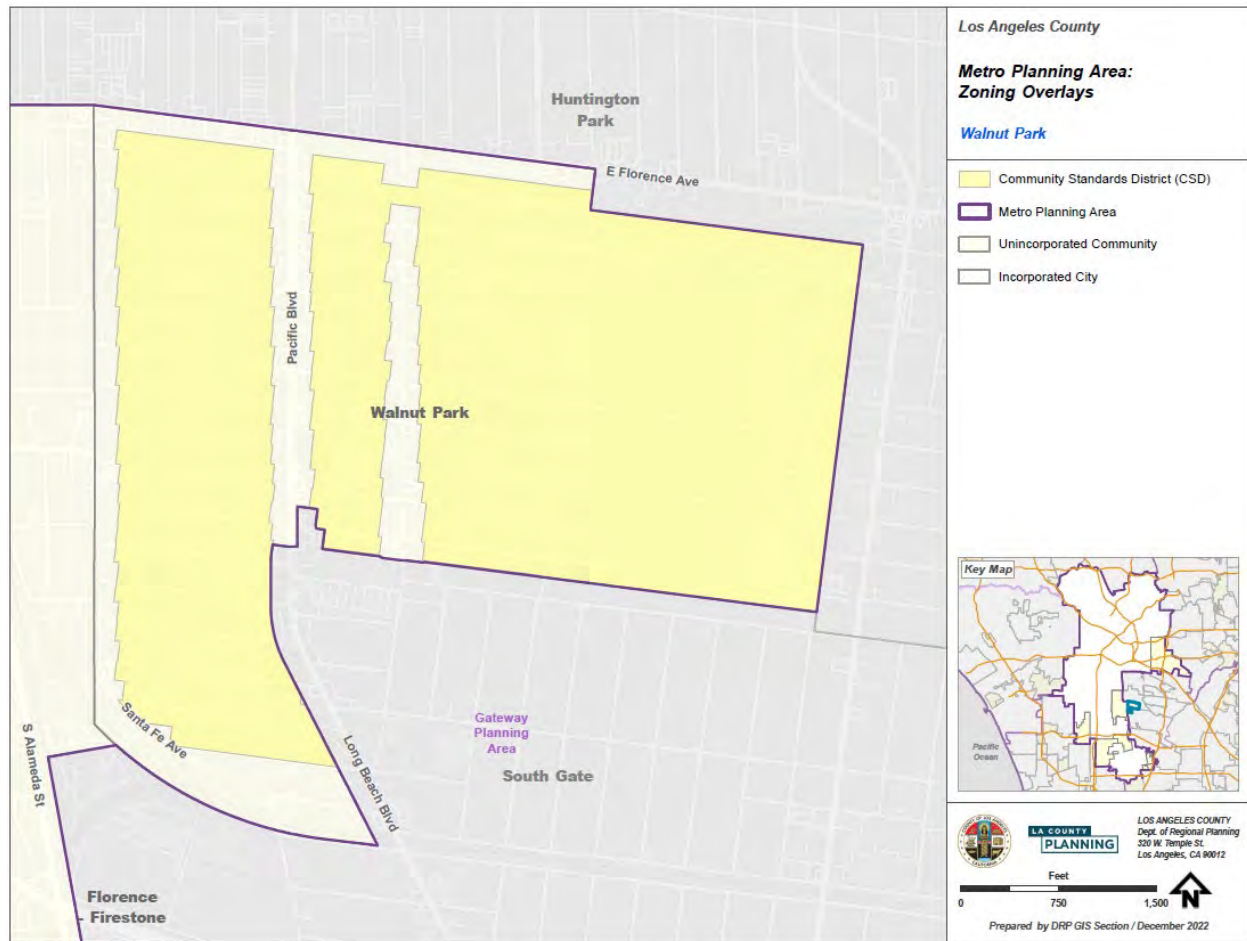 Huntington
Park
E Florence Ave
Pacific Blvd
Walnut Park
Santa Fe Ave
S Alameda St
Long Beach Blvd
Gateway
Planning
Area
South Gate
Florence
- Firestone
Los Angeles County
Metro Planning Area:
Zoning Overlays
Walnut Park
Community Standards District (CSD)
Metro Planning Area
Unincorporated Community
Incorporated City
Key Map
Pacific
Ocean
LA COUNTY
PLANNING
LOS ANGELES COUNTY
Dept. of Regional Planning
320 W. Temple St.
Los Angeles, CA 90012
Feet
0 750 1,500
N
Prepared by DRP GIS Section / December 2022